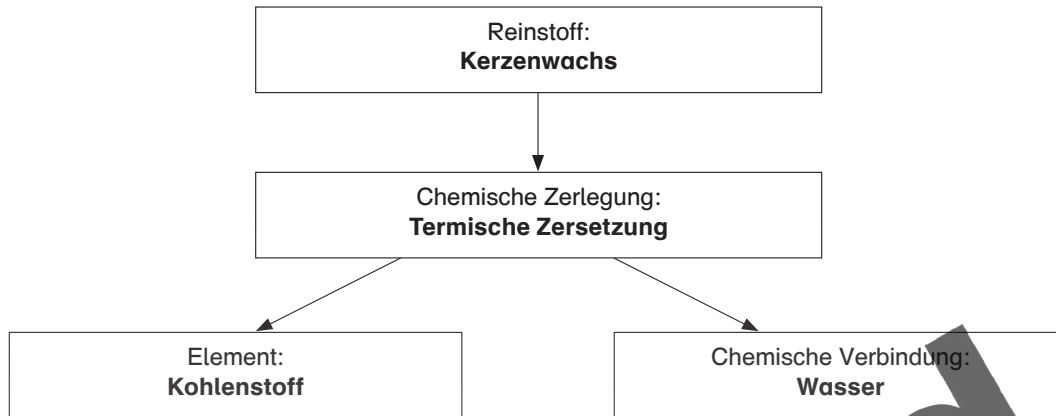 Reinstoff:
Kerzenwachs
Chemische Zerlegung:
Termische Zersetzung
Element:
Kohlenstoff
Chemische Verbindung:
Wasser